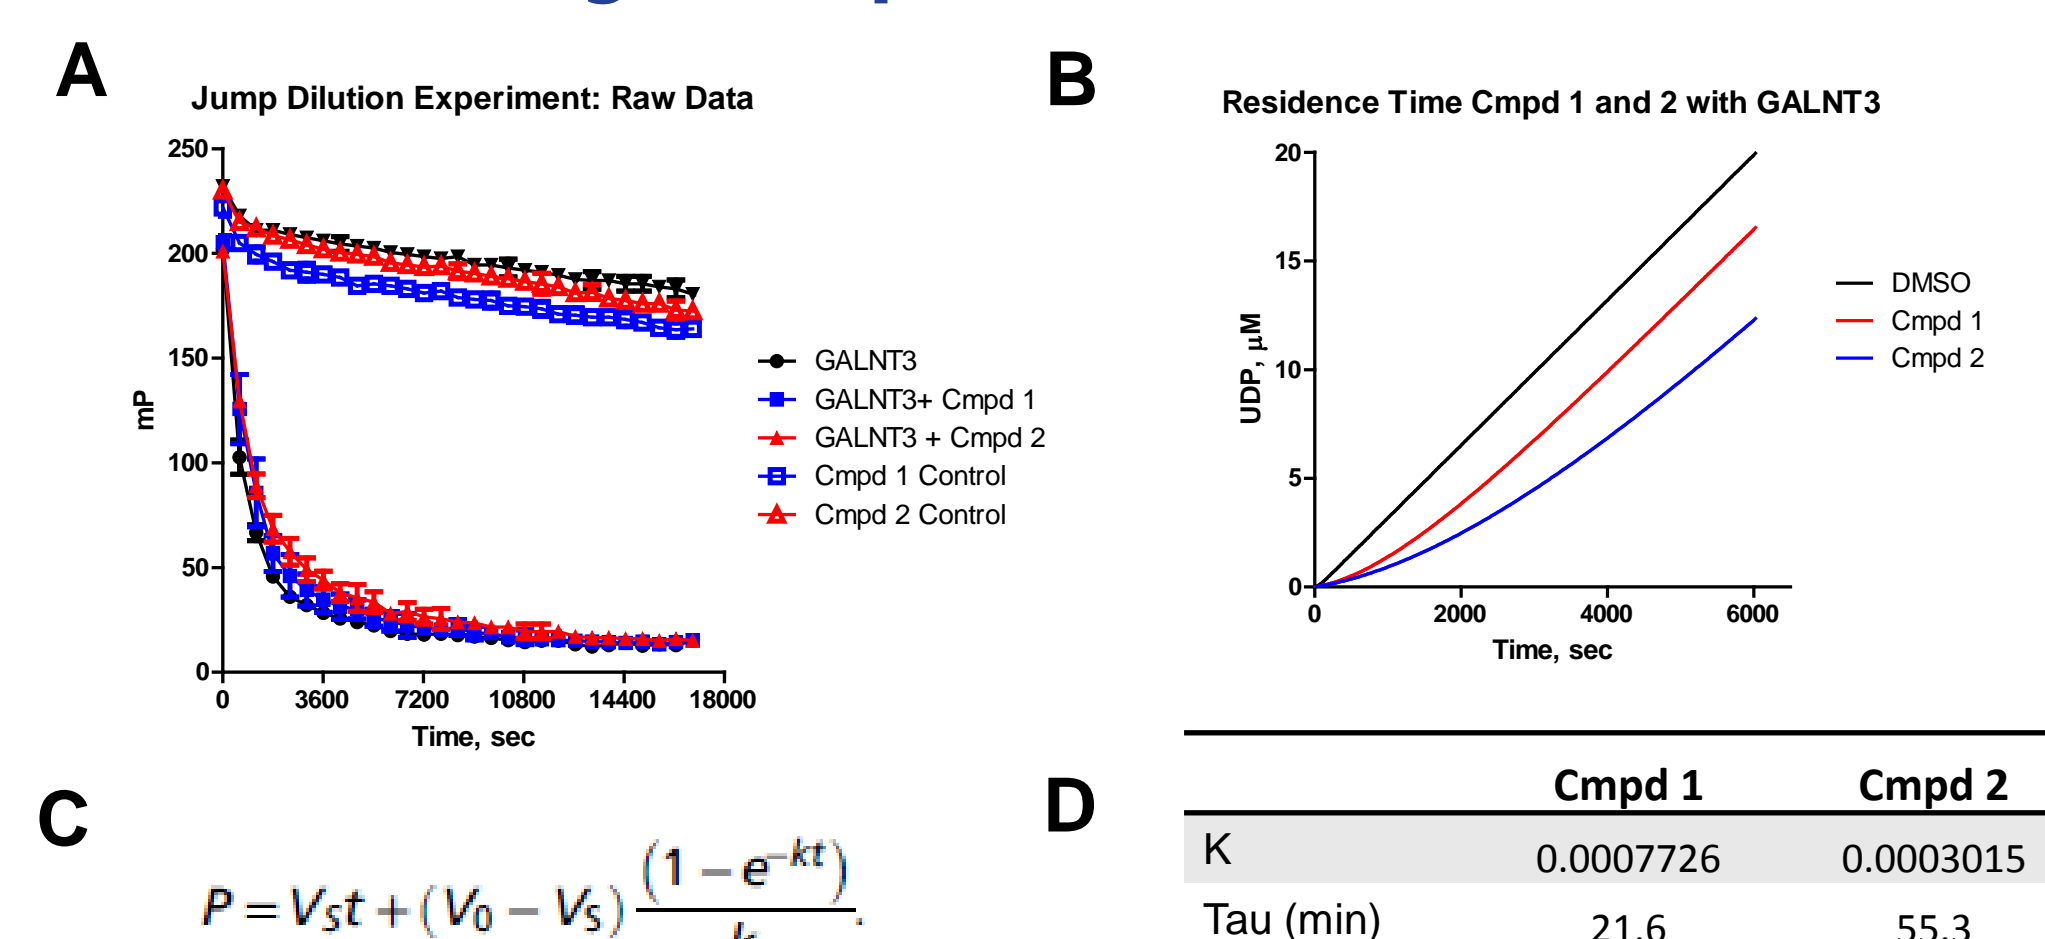 A
Jump Dilution Experiment: Raw Data
250
200
150
100
50
0
mP
0 3600 7200 10800 14400 18000
Time, sec
GALNT3
GALNT3+ Cmpd 1
GALNT3 + Cmpd 2
Cmpd 1 Control
Cmpd 2 Control
B
Residence Time Cmpd 1 and 2 with GALNT3
20
15
10
5
0
UDP, μM
0 2000 4000 6000
Time, sec
DMSO
Cmpd 1
Cmpd 2
C
P = V_S t + (V_0 − V_S) (1 − e^{−kt}) / k.
D
Cmpd 1 Cmpd 2
K 0.0007726 0.0003015
Tau (min) 21.6 55.3